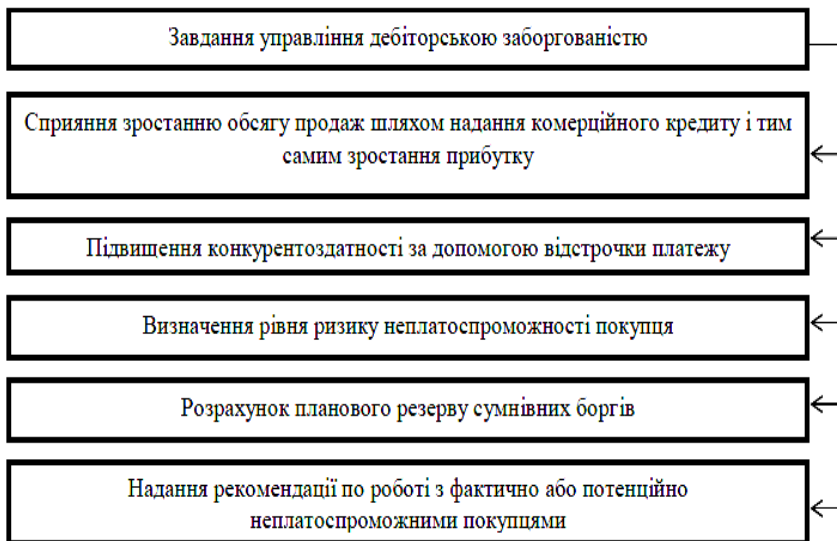 Завдання управління дебіторською заборгованістю
Сприяння зростанню обсягу продаж шляхом надання комерційного кредиту і тим
самим зростання прибутку
Підвищення конкурентоздатності за допомогою відстрочки платежу
Визначення рівня ризику неплатоспроможності покупця
Розрахунок планового резерву сумнівних боргів
Надання рекомендації по роботі з фактично або потенційно
неплатоспроможними покупцями